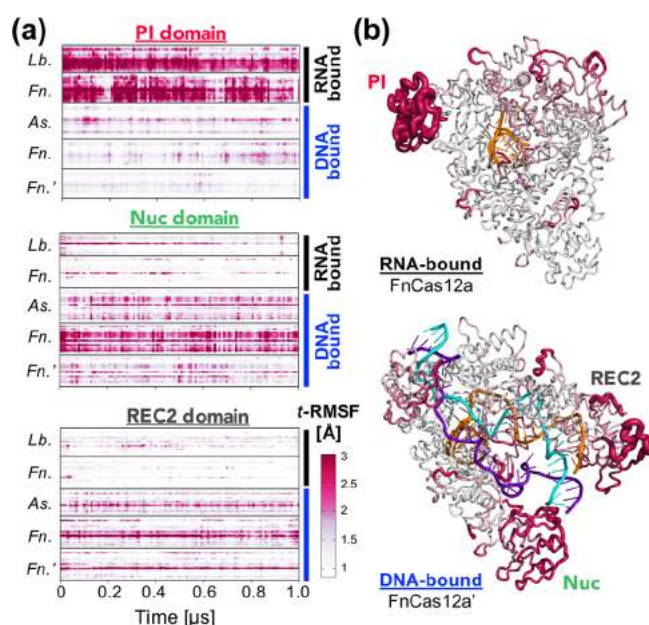 (a)
PI domain
Lb.
Fn.
As.
Fn.
Fn.'
RNA bound
DNA bound
Nuc domain
Lb.
Fn.
As.
Fn.
Fn.'
RNA bound
DNA bound
REC2 domain
Lb.
Fn.
As.
Fn.
Fn.'
t-RMSF
[Å]
3
2.5
2
1.5
1
0 0.2 0.4 0.6 0.8 1.0
Time [μs]
(b)
PI
RNA-bound
FnCas12a
REC2
Nuc
DNA-bound
FnCas12a'